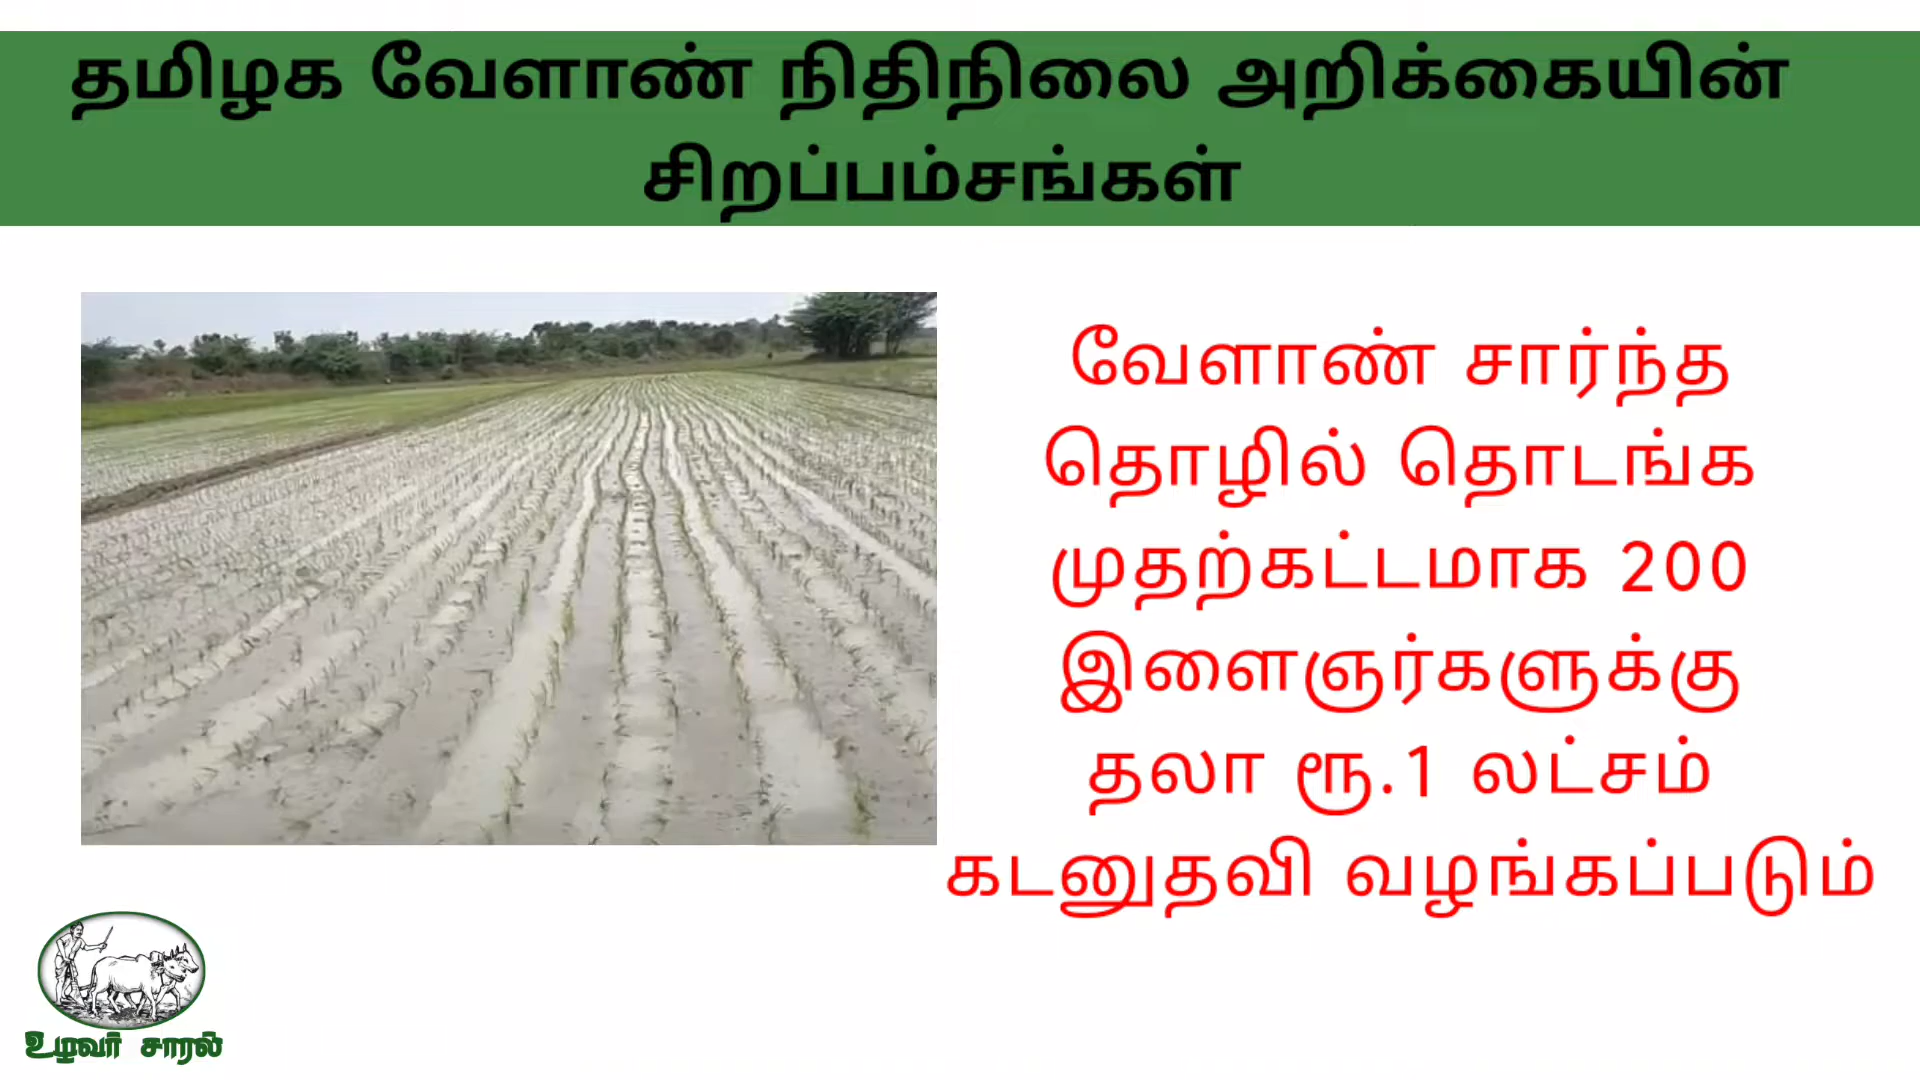 தமிழக வேளாண் நிதிநிலை அறிக்கையின்
சிறப்பம்சங்கள்
வேளாண் சார்ந்த
தொழில் தொடங்க
முதற்கட்டமாக 200
இளைஞர்களுக்கு
தலா ரூ.1 லட்சம்
கடனுதவி வழங்கப்படும்
உழவர் சாரல்